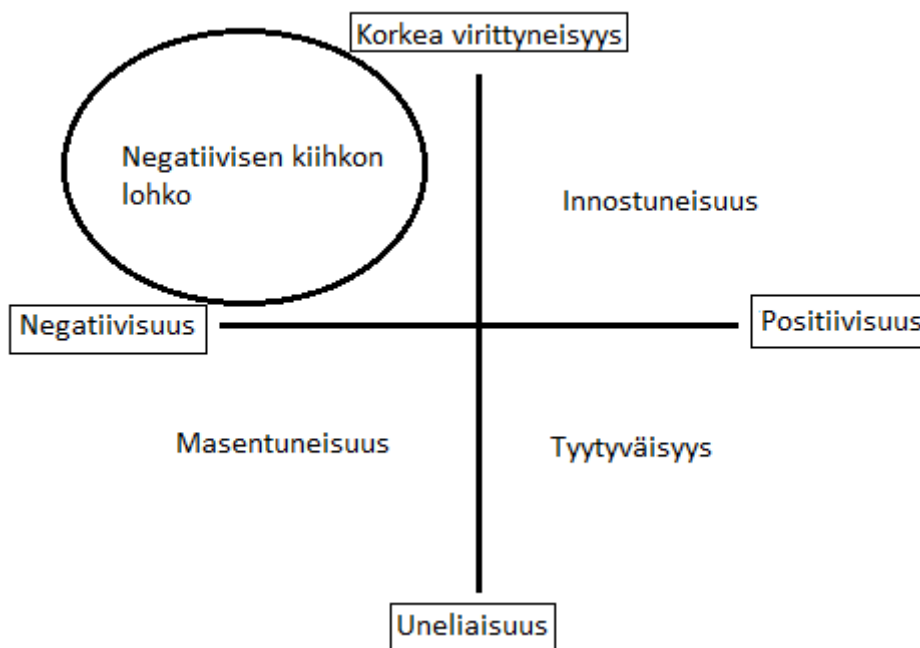 Korkea virittyneisyys
Negatiivisen kiihkon
lohko
Innostuneisuus
Negatiivisuus
Positiivisuus
Masentuneisuus
Tyytyväisyys
Uneliaisuus